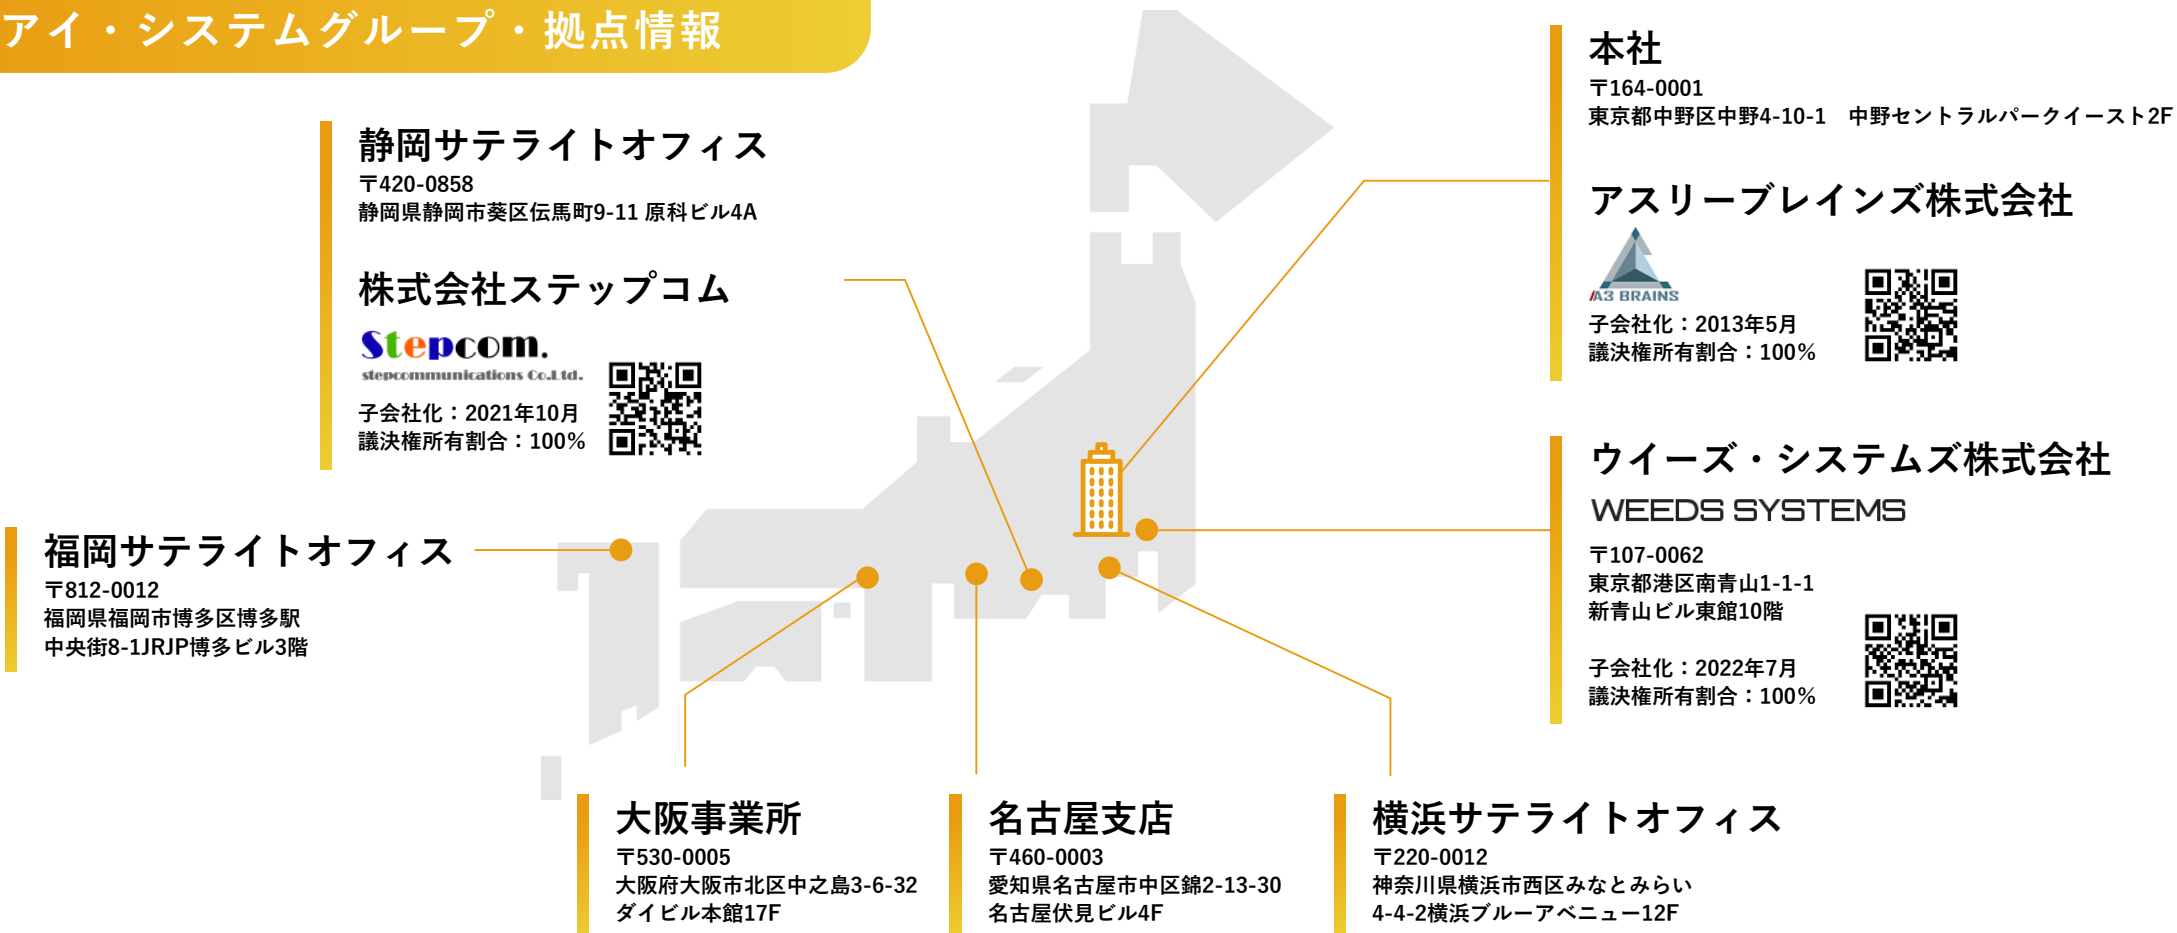 アイ・システムグループ・拠点情報
静岡サテライトオフィス
〒420-0858
静岡県静岡市葵区伝馬町9-11 原科ビル4A
株式会社ステップコム
Stepcom.
stepcommunications Co.Ltd.
子会社化：2021年10月
議決権所有割合：100%
福岡サテライトオフィス
〒812-0012
福岡県福岡市博多区博多駅
中央街8-1JRJP博多ビル3階
本社
〒164-0001
東京都中野区中野4-10-1　中野セントラルパークイースト2F
アスリーブレインズ株式会社
A3 BRAINS
子会社化：2013年5月
議決権所有割合：100%
ウイーズ・システムズ株式会社
WEEDS SYSTEMS
〒107-0062
東京都港区南青山1-1-1
新青山ビル東館10階
子会社化：2022年7月
議決権所有割合：100%
大阪事業所
〒530-0005
大阪府大阪市北区中之島3-6-32
ダイビル本館17F
名古屋支店
〒460-0003
愛知県名古屋市中区錦2-13-30
名古屋伏見ビル4F
横浜サテライトオフィス
〒220-0012
神奈川県横浜市西区みなとみらい
4-4-2横浜ブルーアベニュー12F